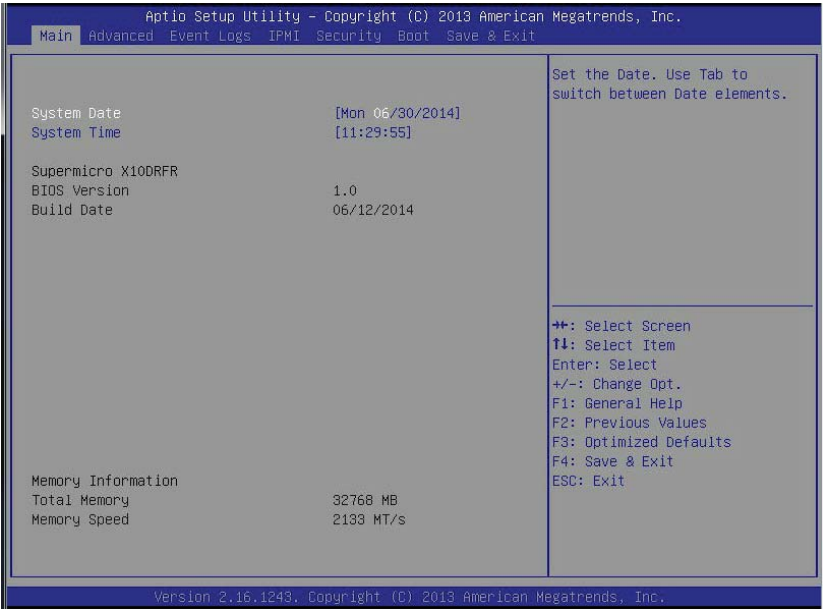 Aptio Setup Utility – Copyright (C) 2013 American Megatrends, Inc.
Main Advanced Event Logs IPMI Security Boot Save & Exit
System Date [Mon 06/30/2014]
System Time [11:29:55]
Supermicro X10DRFR
BIOS Version 1.0
Build Date 06/12/2014
Memory Information
Total Memory 32768 MB
Memory Speed 2133 MT/s
Set the Date. Use Tab to
switch between Date elements.
→←: Select Screen
↑↓: Select Item
Enter: Select
+/-: Change Opt.
F1: General Help
F2: Previous Values
F3: Optimized Defaults
F4: Save & Exit
ESC: Exit
Version 2.16.1243. Copyright (C) 2013 American Megatrends, Inc.